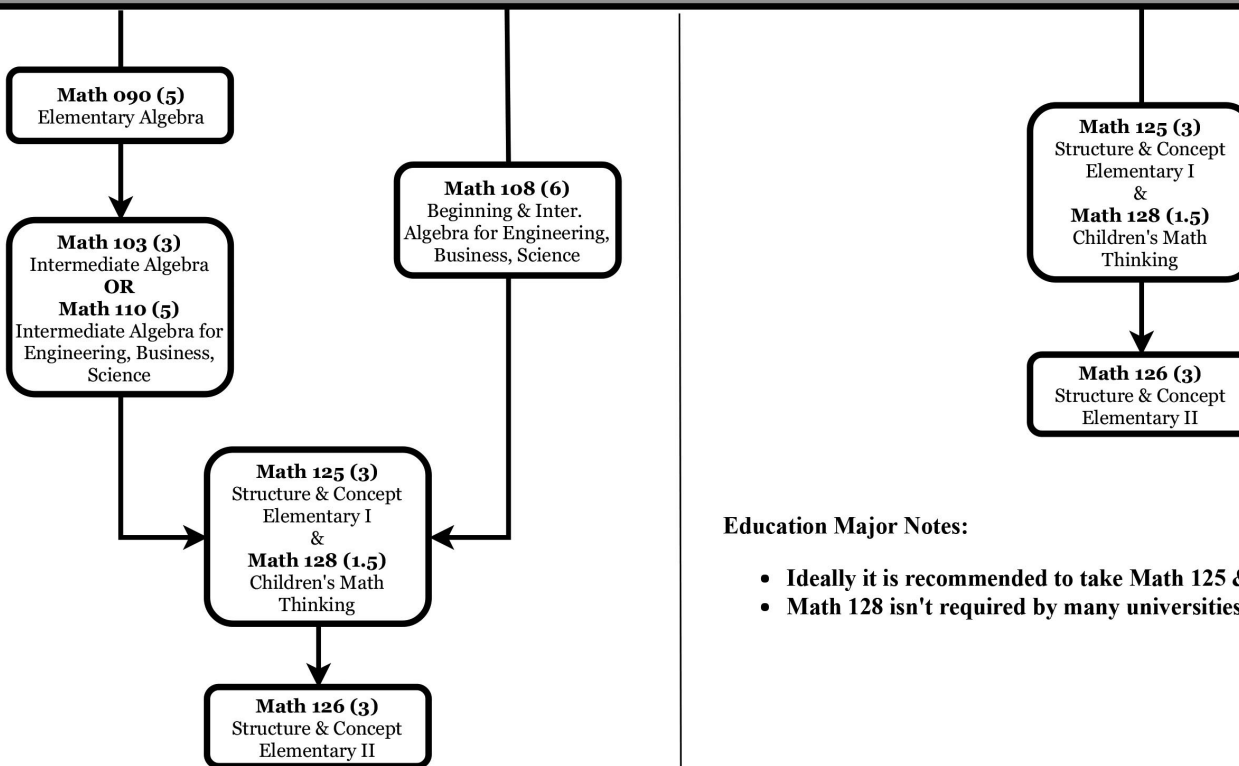 Math 090 (5)
Elementary Algebra
Math 103 (3)
Intermediate Algebra
OR
Math 110 (5)
Intermediate Algebra for
Engineering, Business,
Science
Math 108 (6)
Beginning & Inter.
Algebra for Engineering,
Business, Science
Math 125 (3)
Structure & Concept
Elementary I
&
Math 128 (1.5)
Children's Math
Thinking
Math 126 (3)
Structure & Concept
Elementary II
Math 125 (3)
Structure & Concept
Elementary I
&
Math 128 (1.5)
Children's Math
Thinking
Math 126 (3)
Structure & Concept
Elementary II
Education Major Notes:
• Ideally it is recommended to take Math 125 &
• Math 128 isn't required by many universities